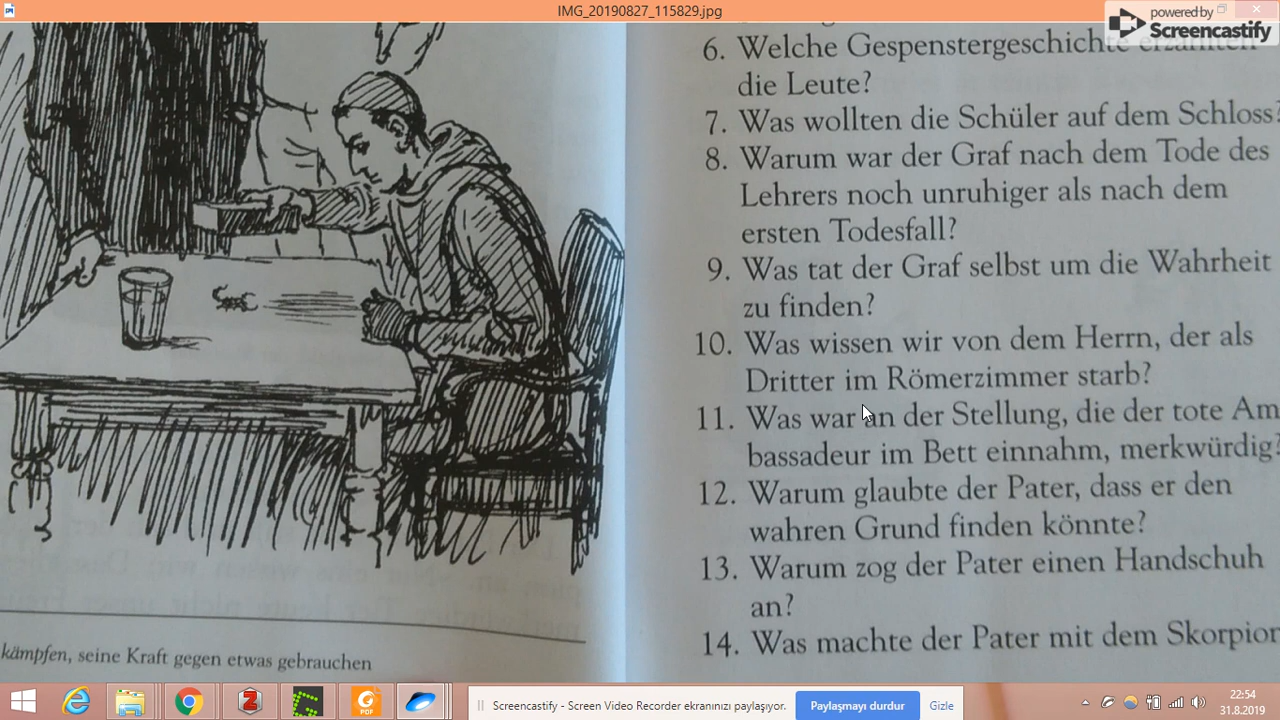 IMG_20190827_115829.jpg
powered by
Screencastify
6. Welche Gespenstergeschichte erzählten
die Leute?
7. Was wollten die Schüler auf dem Schloss?
8. Warum war der Graf nach dem Tode des
Lehrers noch unruhiger als nach dem
ersten Todesfall?
9. Was tat der Graf selbst um die Wahrheit
zu finden?
10. Was wissen wir von dem Herrn, der als
Dritter im Römerzimmer starb?
11. Was war an der Stellung, die der tote Am
bassadeur im Bett einnahm, merkwürdig?
12. Warum glaubte der Pater, dass er den
wahren Grund finden könnte?
13. Warum zog der Pater einen Handschuh
an?
14. Was machte der Pater mit dem Skorpion
kämpfen, seine Kraft gegen etwas gebrauchen
Screencastify - Screen Video Recorder ekranınızı paylaşıyor.
Paylaşmayı durdur
Gizle
22:54
31.8.2019